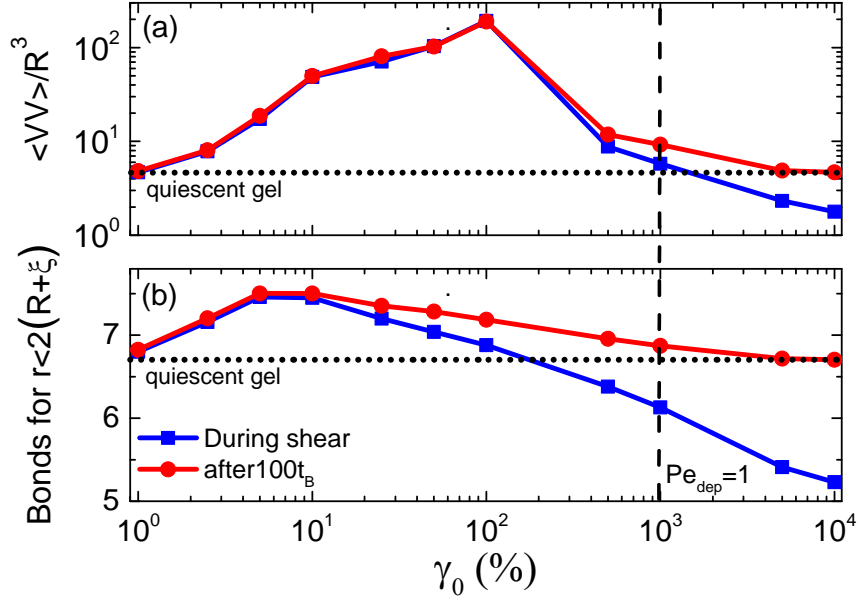 (a)
<VV>/R³
10²
10¹
10⁰
quiescent gel
(b)
Bonds for r<2(R+ξ)
7
6
5
quiescent gel
During shear
after100t_B
Pe_dep=1
10⁰ 10¹ 10² 10³ 10⁴
γ₀ (%)